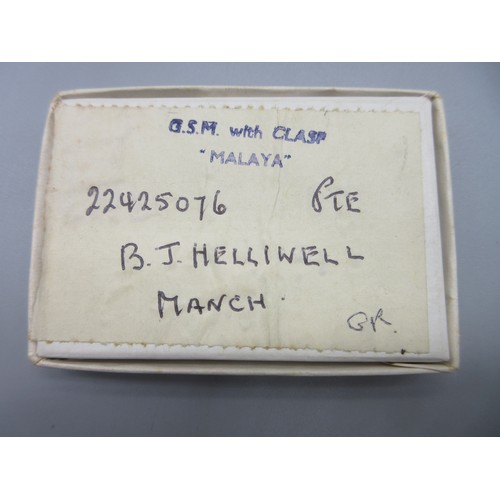 G.S.M. with CLASP
"MALAYA"
22425076 PTE
B.J. HELLIWELL
MANCH.
GR.